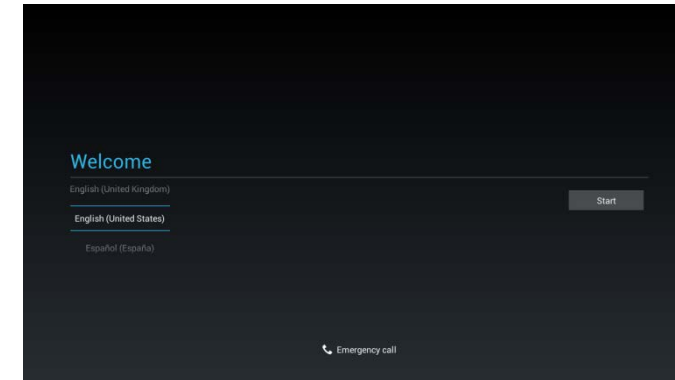 Welcome
English (United Kingdom)
Start
English (United States)
Español (España)
Emergency call